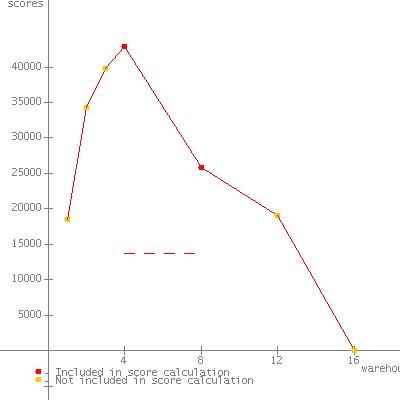 scores
40000
35000
30000
25000
20000
15000
10000
5000
4 8 12 16
warehou
Included in score calculation
Not included in score calculation